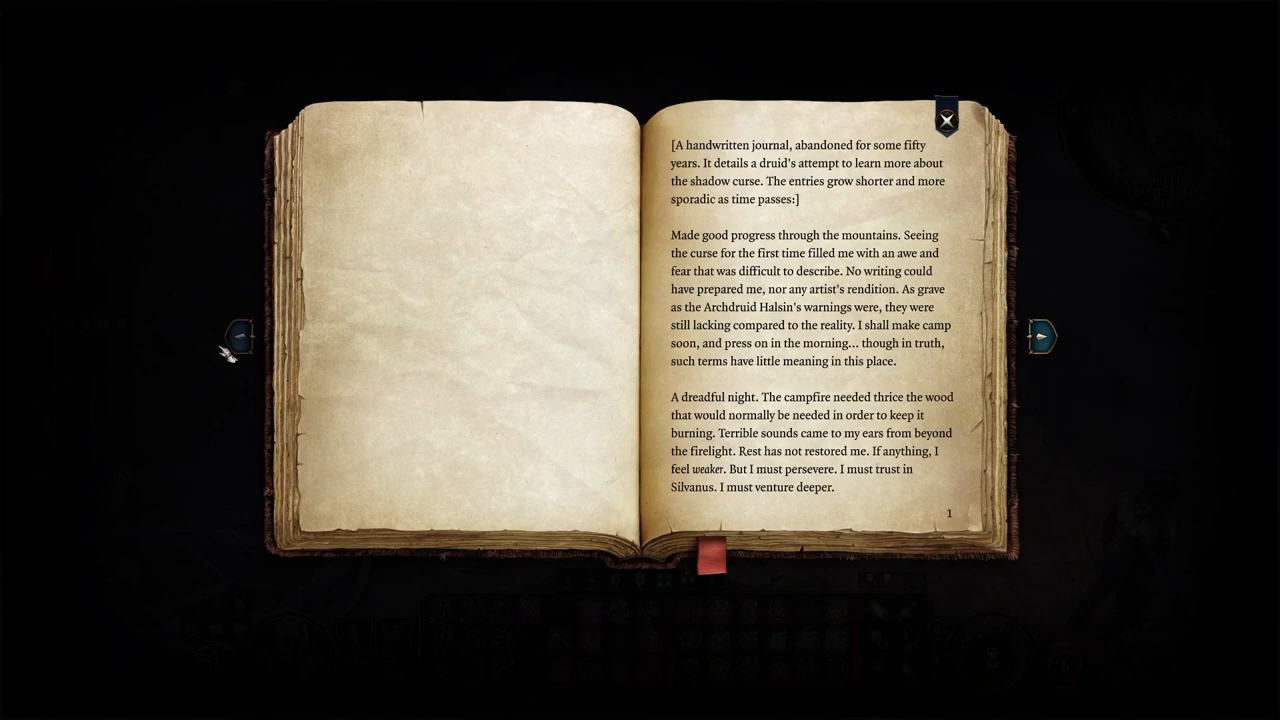 [A handwritten journal, abandoned for some fifty
years. It details a druid's attempt to learn more about
the shadow curse. The entries grow shorter and more
sporadic as time passes:]
Made good progress through the mountains. Seeing
the curse for the first time filled me with an awe and
fear that was difficult to describe. No writing could
have prepared me, nor any artist's rendition. As grave
as the Archdruid Halsin's warnings were, they were
still lacking compared to the reality. I shall make camp
soon, and press on in the morning... though in truth,
such terms have little meaning in this place.
A dreadful night. The campfire needed thrice the wood
that would normally be needed in order to keep it
burning. Terrible sounds came to my ears from beyond
the firelight. Rest has not restored me. If anything, I
feel weaker. But I must persevere. I must trust in
Silvanus. I must venture deeper.
1